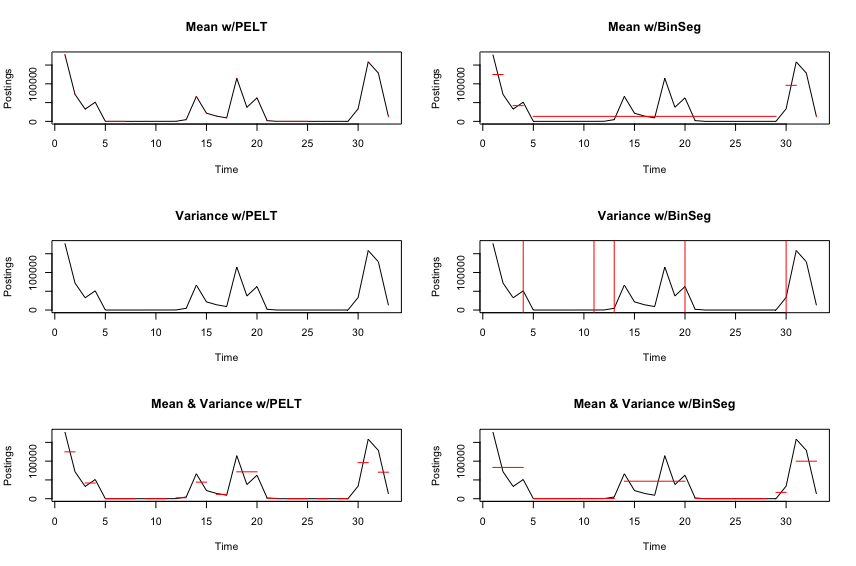 Mean w/PELT
Postings
0 100000
0 5 10 15 20 25 30
Time
Mean w/BinSeg
Postings
0 100000
0 5 10 15 20 25 30
Time
Variance w/PELT
Postings
0 100000
0 5 10 15 20 25 30
Time
Variance w/BinSeg
Postings
0 100000
0 5 10 15 20 25 30
Time
Mean & Variance w/PELT
Postings
0 100000
0 5 10 15 20 25 30
Time
Mean & Variance w/BinSeg
Postings
0 100000
0 5 10 15 20 25 30
Time